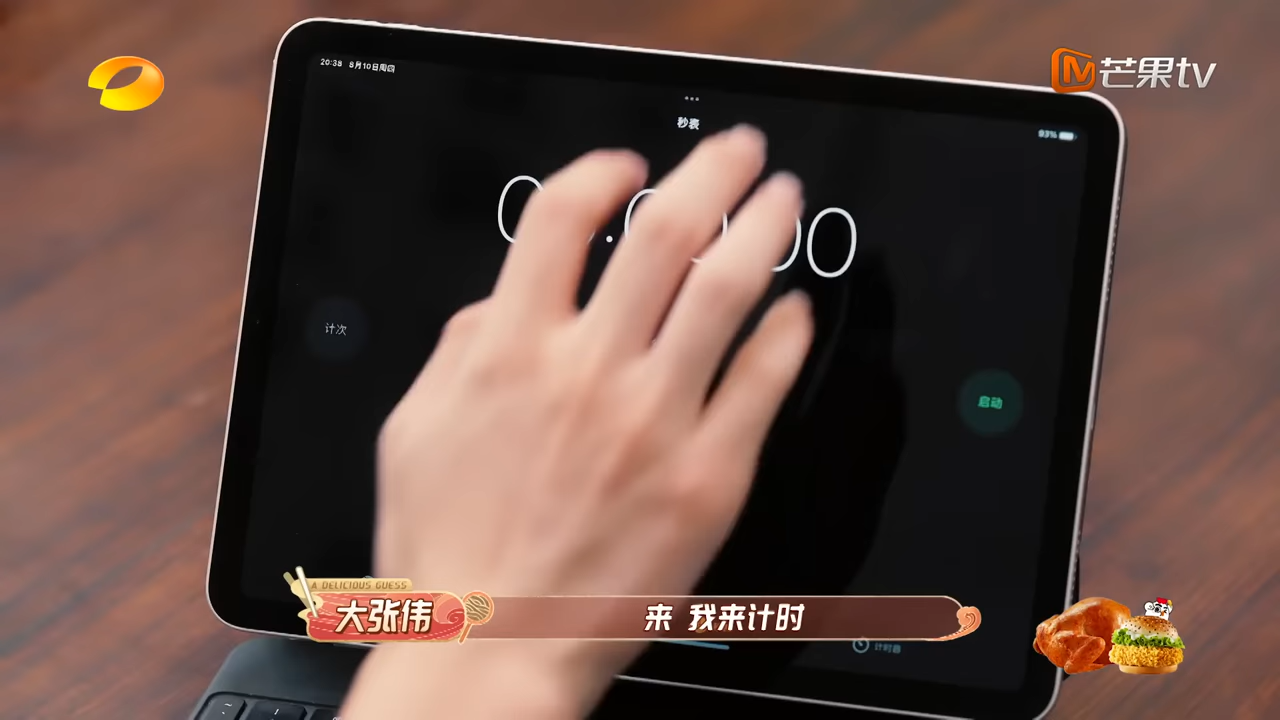 芒果tv
20:38 8月10日周四
93%
秒表
计次
启动
A DELICIOUS GUESS
大张伟
来 我来计时
计时器